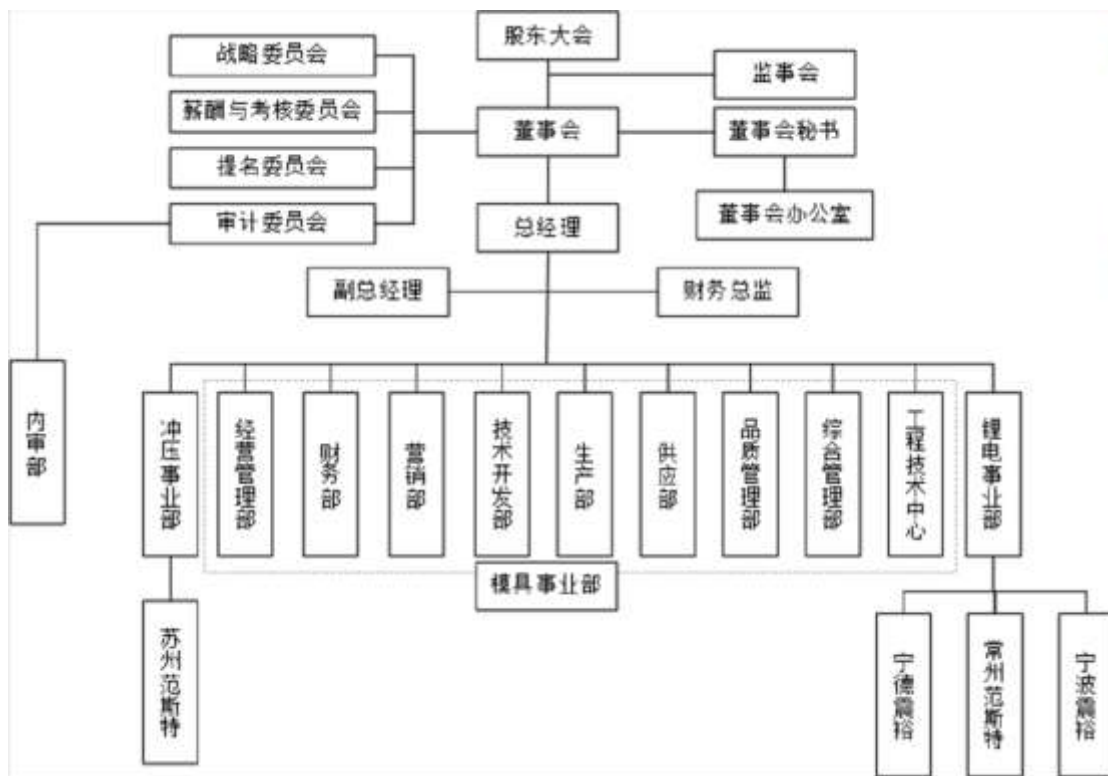 股东大会
战略委员会
监事会
薪酬与考核委员会
董事会
董事会秘书
提名委员会
审计委员会
总经理
董事会办公室
副总经理
财务总监
内审部
冲压事业部
经营管理部
财务部
营销部
技术开发部
生产部
供应部
品质管理部
综合管理部
工程技术中心
锂电事业部
模具事业部
苏州范斯特
宁德震裕
常州范斯特
宁波震裕